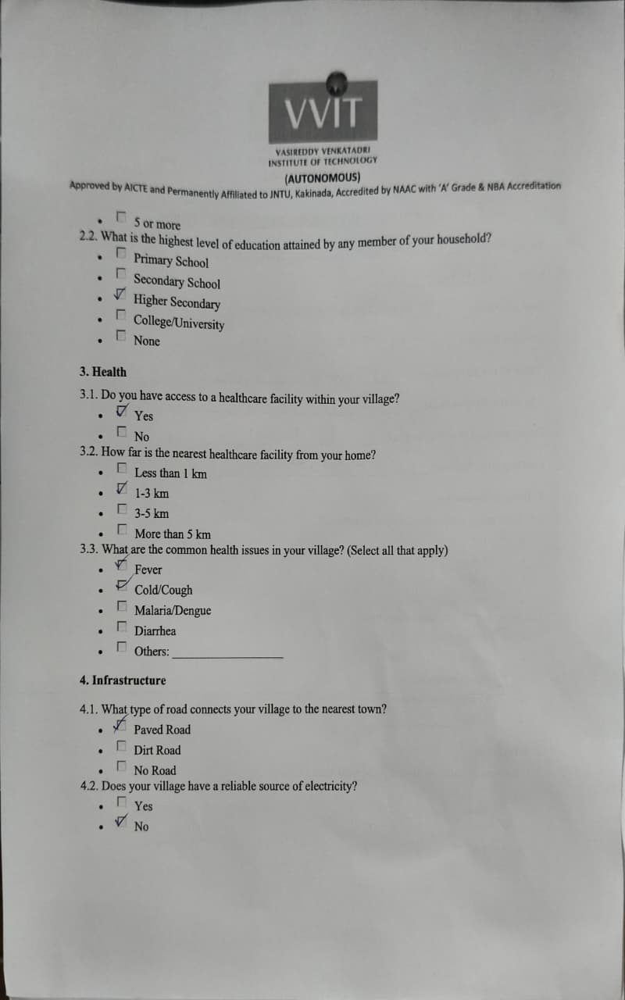 VVIT
VASIREDDY VENKATADRI
INSTITUTE OF TECHNOLOGY
(AUTONOMOUS)
Approved by AICTE and Permanently Affiliated to JNTU, Kakinada, Accredited by NAAC with 'A' Grade & NBA Accreditation
• ☐ 5 or more
2.2. What is the highest level of education attained by any member of your household?
• ☐ Primary School
• ☐ Secondary School
• ☑ Higher Secondary
• ☐ College/University
• ☐ None
3. Health
3.1. Do you have access to a healthcare facility within your village?
• ☑ Yes
• ☐ No
3.2. How far is the nearest healthcare facility from your home?
• ☐ Less than 1 km
• ☑ 1-3 km
• ☐ 3-5 km
• ☐ More than 5 km
3.3. What are the common health issues in your village? (Select all that apply)
• ☑ Fever
• ☑ Cold/Cough
• ☐ Malaria/Dengue
• ☐ Diarrhea
• ☐ Others: _______________
4. Infrastructure
4.1. What type of road connects your village to the nearest town?
• ☑ Paved Road
• ☐ Dirt Road
• ☐ No Road
4.2. Does your village have a reliable source of electricity?
• ☐ Yes
• ☑ No